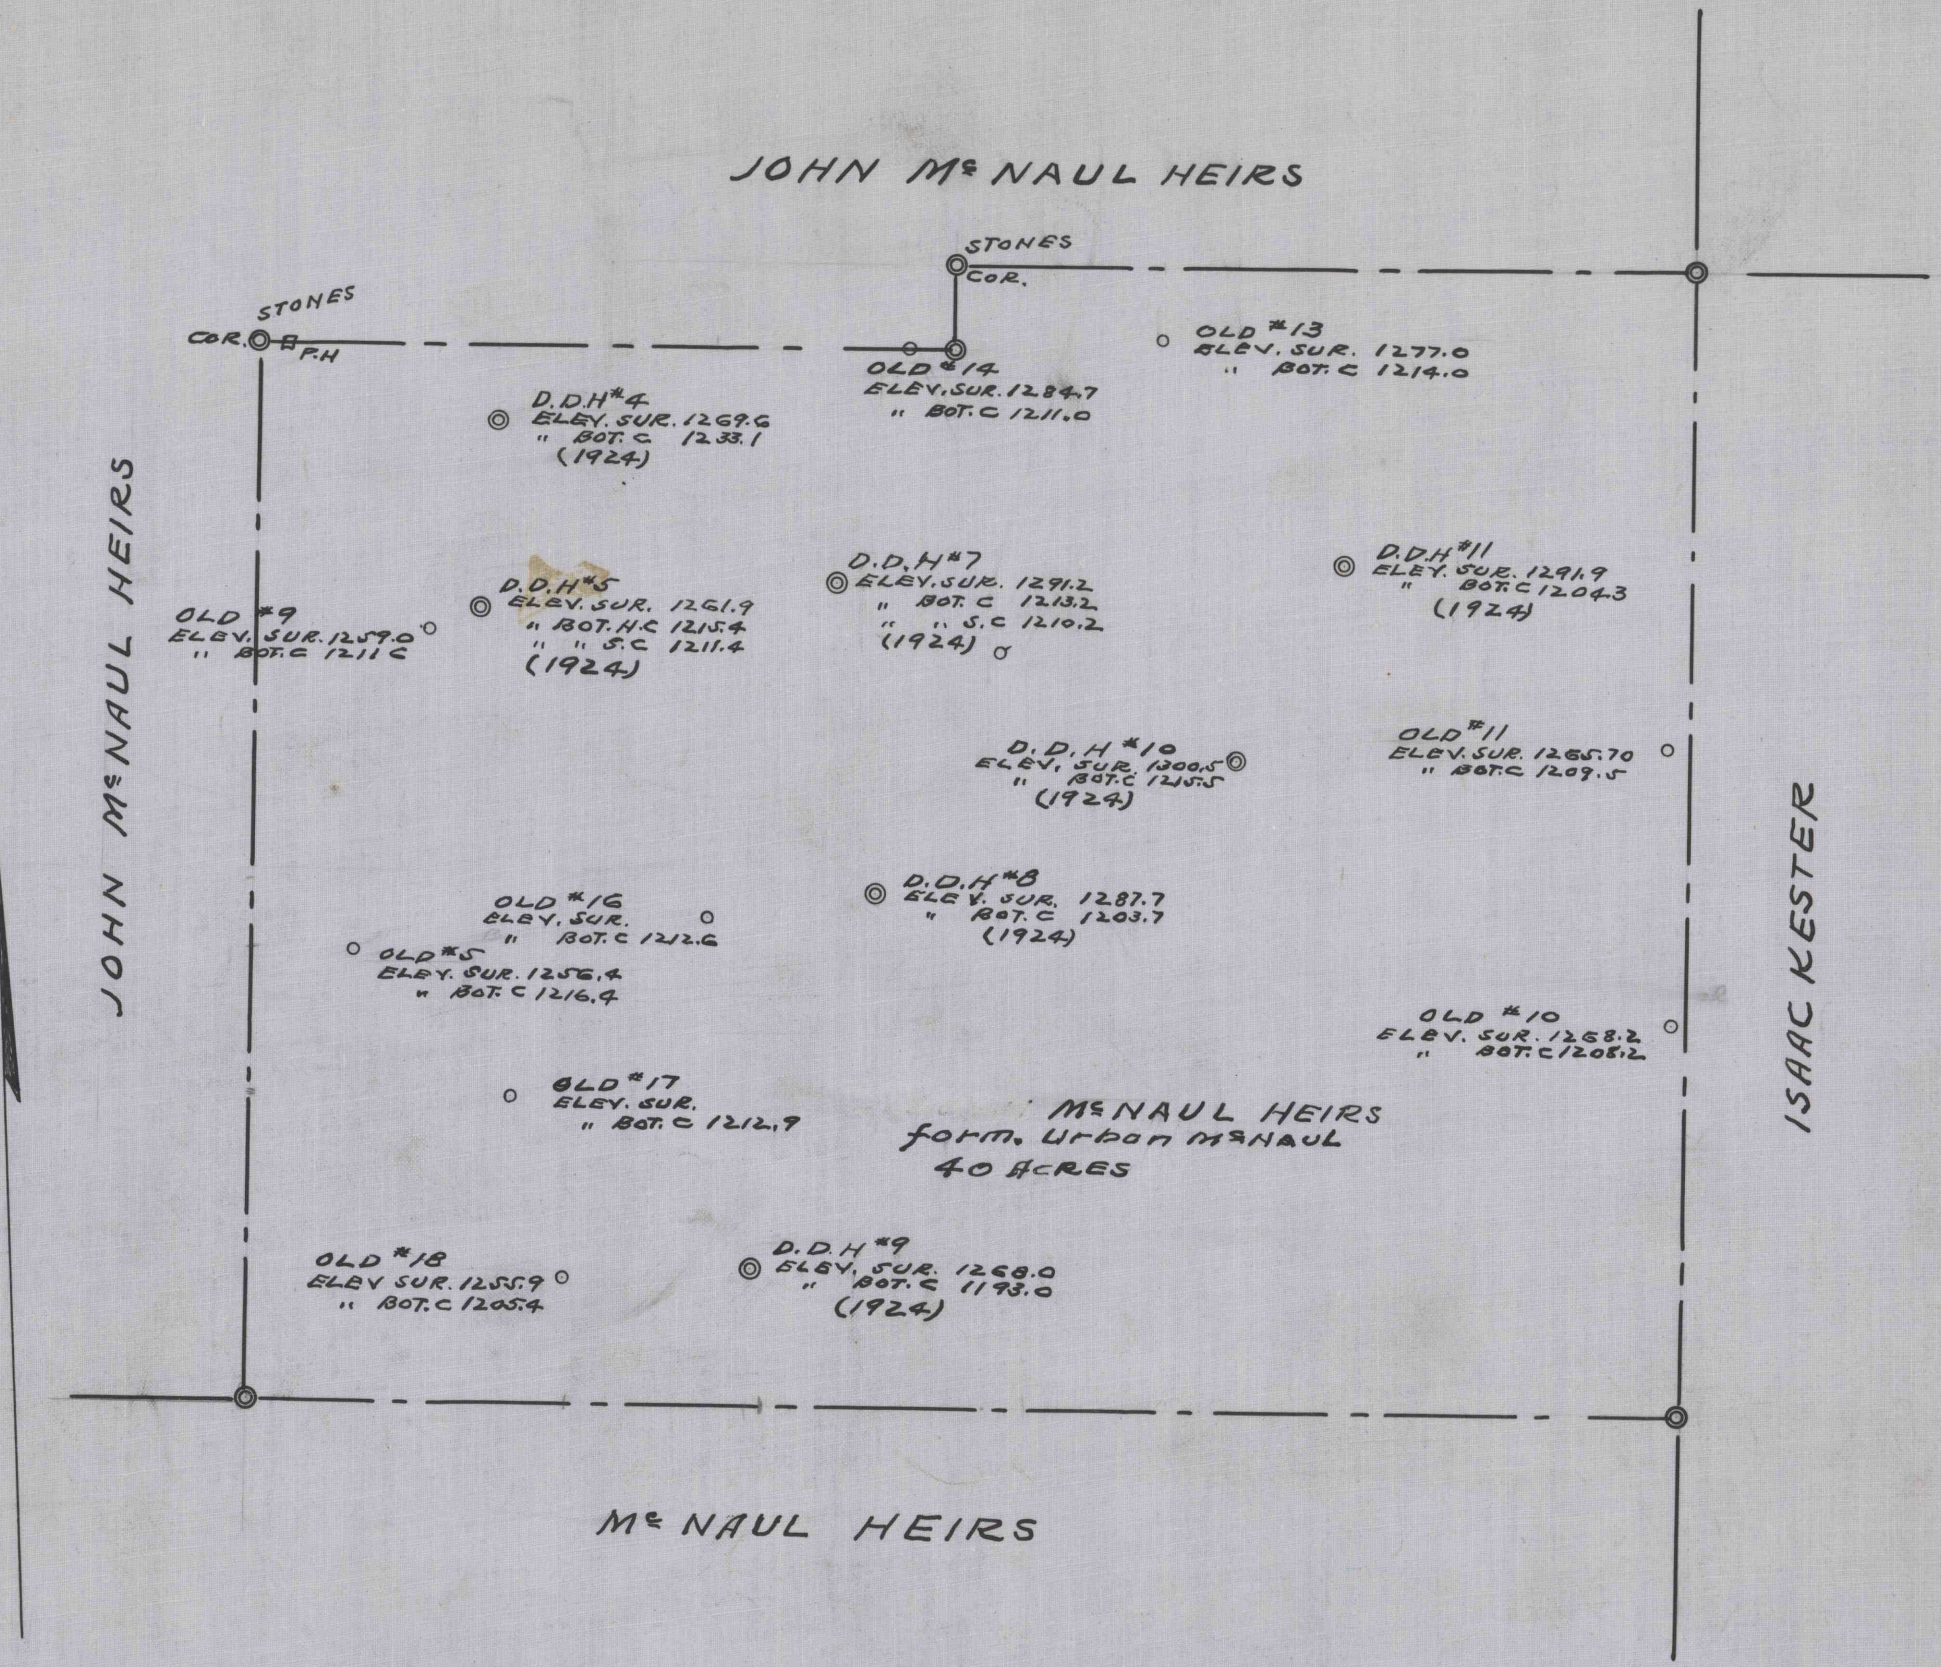 JOHN McNAUL HEIRS
STONES
COR.
STONES
COR.
P.H
OLD #13
ELEV. SUR. 1277.0
" BOT. C 1214.0
OLD #14
ELEV. SUR. 1284.7
" BOT. C 1211.0
D.D.H #4
ELEV. SUR. 1269.6
" BOT. C 1233.1
(1924)
JOHN McNAUL HEIRS
OLD #9
ELEV. SUR. 1259.0
" BOT. C 1211 C
D.D.H #5
ELEV. SUR. 1261.9
" BOT. H.C 1215.4
" " S.C 1211.4
(1924)
D.D.H #7
ELEV. SUR. 1291.2
" BOT. C 1213.2
" " S.C 1210.2
(1924)
D.D.H #11
ELEV. SUR. 1291.9
" BOT. C 1204.3
(1924)
D.D.H #10
ELEV. SUR. 1300.5
" BOT. C 1215.5
(1924)
OLD #11
ELEV. SUR. 1265.70
" BOT. C 1209.5
ISAAC KESTER
D.D.H #8
ELEV. SUR. 1287.7
" BOT. C 1203.7
(1924)
OLD #16
ELEV. SUR.
" BOT. C 1212.6
OLD #5
ELEV. SUR. 1256.4
" BOT. C 1216.4
OLD #10
ELEV. SUR. 1268.2
" BOT. C 1208.2
OLD #17
ELEV. SUR.
" BOT. C 1212.9
McNAUL HEIRS
form. Urban McNAUL
40 ACRES
OLD #18
ELEV SUR. 1255.9
" BOT. C 1205.4
D.D.H #9
ELEV. SUR. 1268.0
" BOT. C 1193.0
(1924)
McNAUL HEIRS